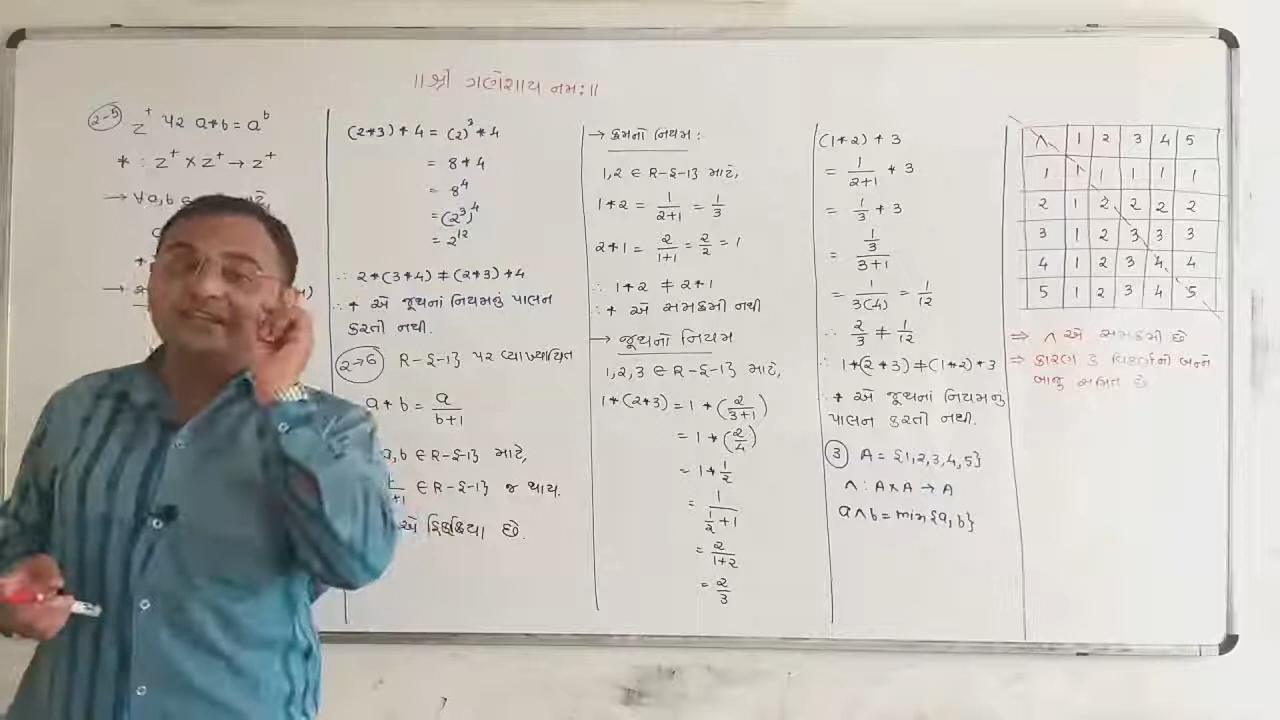 ॥શ્રી ગણેશાય નમઃ॥
2-5 Z⁺ પર a*b = aᵇ
* : Z⁺ × Z⁺ → Z⁺
→ ∀a,b
(2*3)*4 = (2)³*4
= 8*4
= 8⁴
= (2³)⁴
= 2¹²
∴ 2*(3*4) ≠ (2*3)*4
∴ * એ જૂથનાં નિયમનું પાલન
કરતી નથી.
2→6 R-{-1} પર વ્યાખ્યાયિત
a*b = a/(b+1)
a,b ∈ R-{-1} માટે,
∈ R-{-1} જ થાય.
એ દ્વિક્ક્રિયા છે.
→ ક્રમનો નિયમ:
1,2 ∈ R-{-1} માટે,
1*2 = 1/(2+1) = 1/3
2*1 = 2/(1+1) = 2/2 = 1
∴ 1*2 ≠ 2*1
∴ * એ સમક્રમી નથી
→ જૂથનો નિયમ
1,2,3 ∈ R-{-1} માટે,
1*(2*3) = 1*(2/(3+1))
= 1*(2/4)
= 1*1/2
= 1/(1/2+1)
= 2/(1+2)
= 2/3
(1*2)*3
= 1/(2+1) * 3
= 1/3 * 3
= (1/3)/(3+1)
= 1/3(4) = 1/12
∴ 2/3 ≠ 1/12
∴ 1*(2*3) ≠ (1*2)*3
* એ જૂથનાં નિયમનું
પાલન કરતી નથી.
3 A = {1,2,3,4,5}
∧ : A×A → A
a∧b = min{a,b}
∧ 1 2 3 4 5
1 1 1 1 1 1
2 1 2 2 2 2
3 1 2 3 3 3
4 1 2 3 4 4
5 1 2 3 4 5
⇒ ∧ એ સમક્રમી છે
⇒ કારણ કે વિકર્ણની બન્ને
બાજુ સંમિત છે